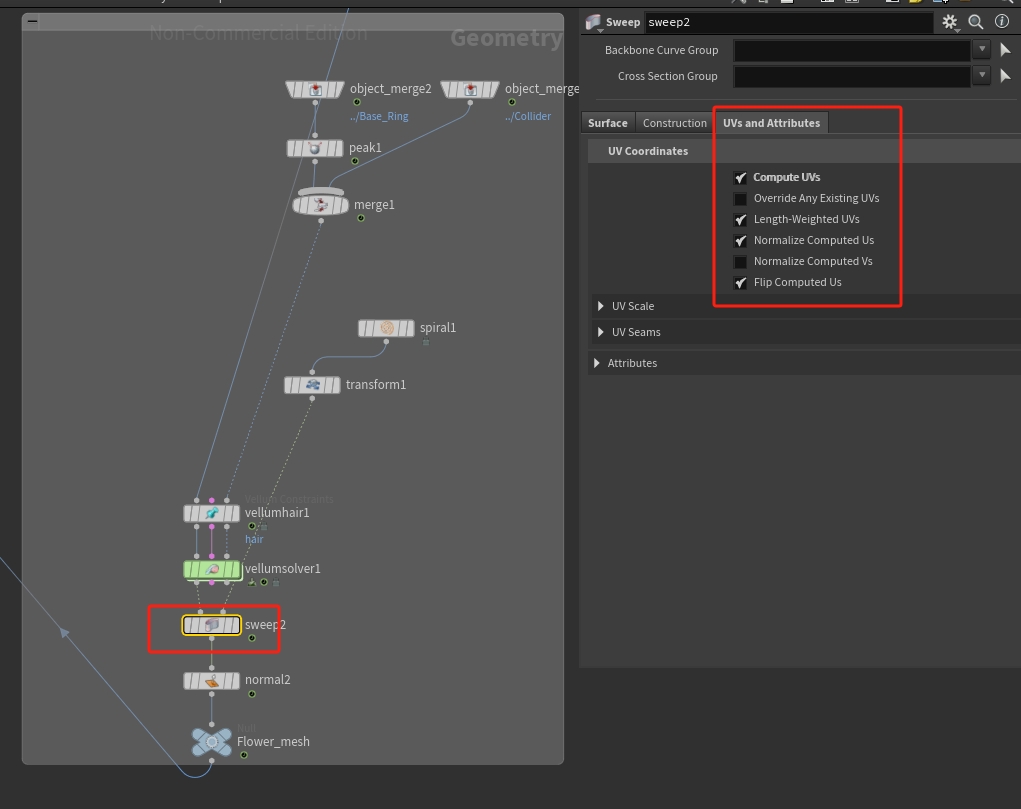 Non-Commercial Edition
Geometry
object_merge2
../Base_Ring
object_merge
../Collider
peak1
merge1
spiral1
transform1
Vellum Constraints
vellumhair1
hair
vellumsolver1
sweep2
normal2
Null
Flower_mesh
Sweep sweep2
Backbone Curve Group
Cross Section Group
Surface Construction UVs and Attributes
UV Coordinates
Compute UVs
Override Any Existing UVs
Length-Weighted UVs
Normalize Computed Us
Normalize Computed Vs
Flip Computed Us
UV Scale
UV Seams
Attributes